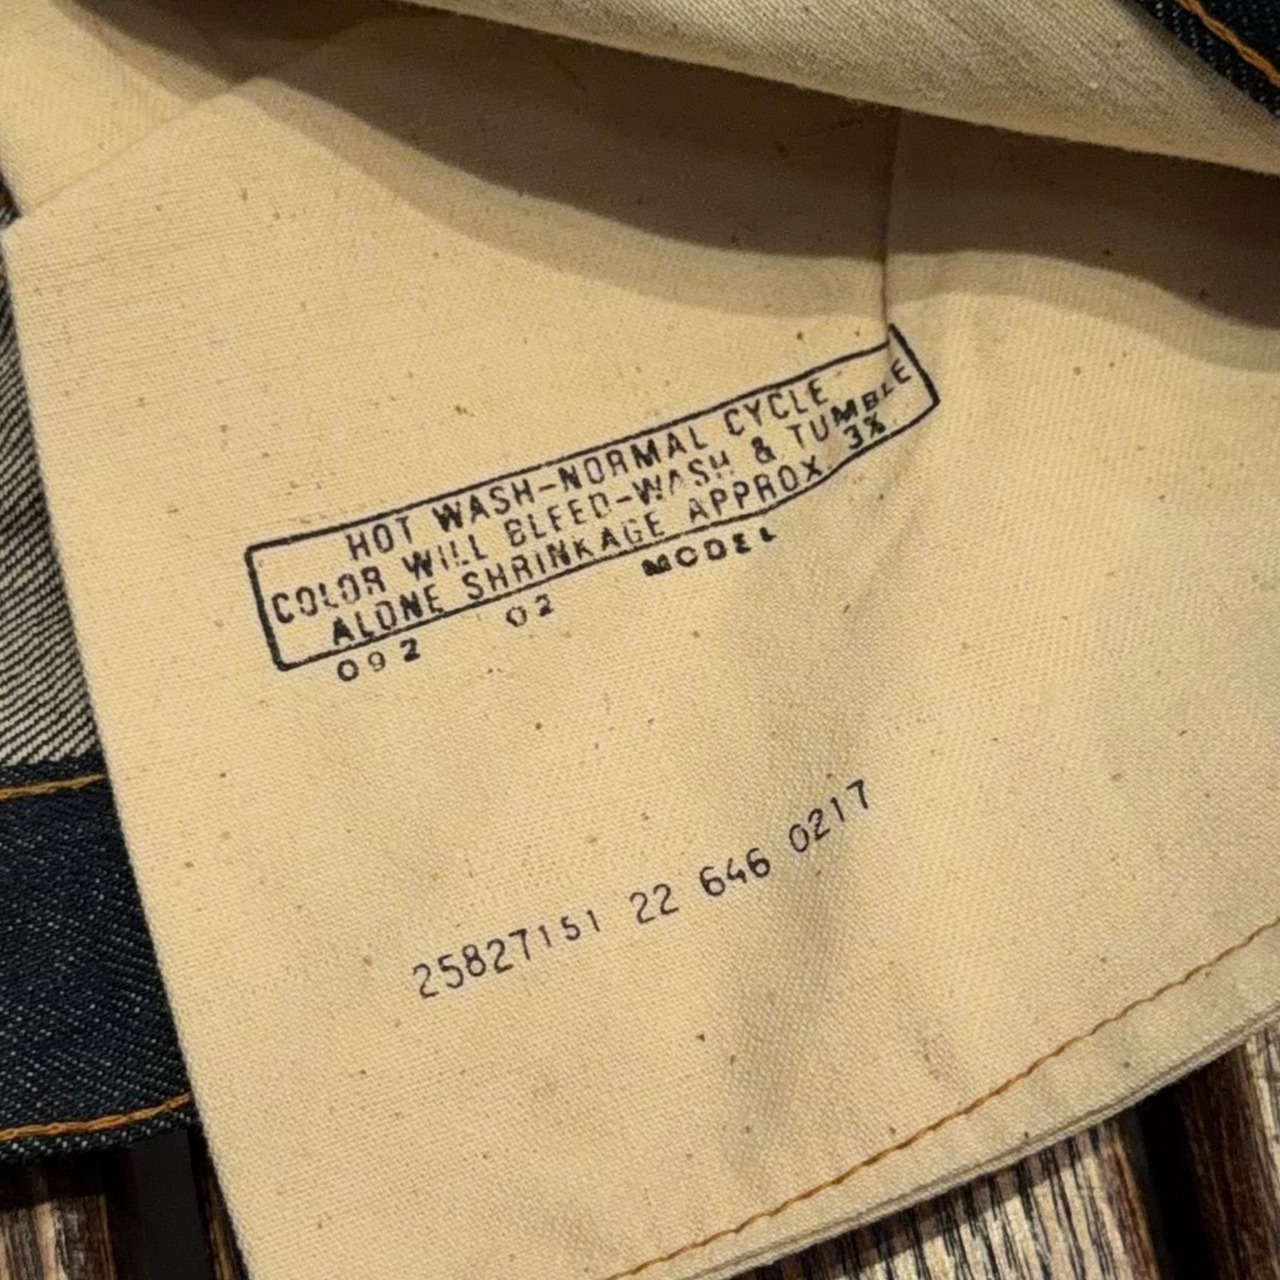 HOT WASH-NORMAL CYCLE
COLOR WILL BLEED-WASH & TUMBLE
ALONE SHRINKAGE APPROX. 3%
092 02 MODEL
25827151 22 646 0217